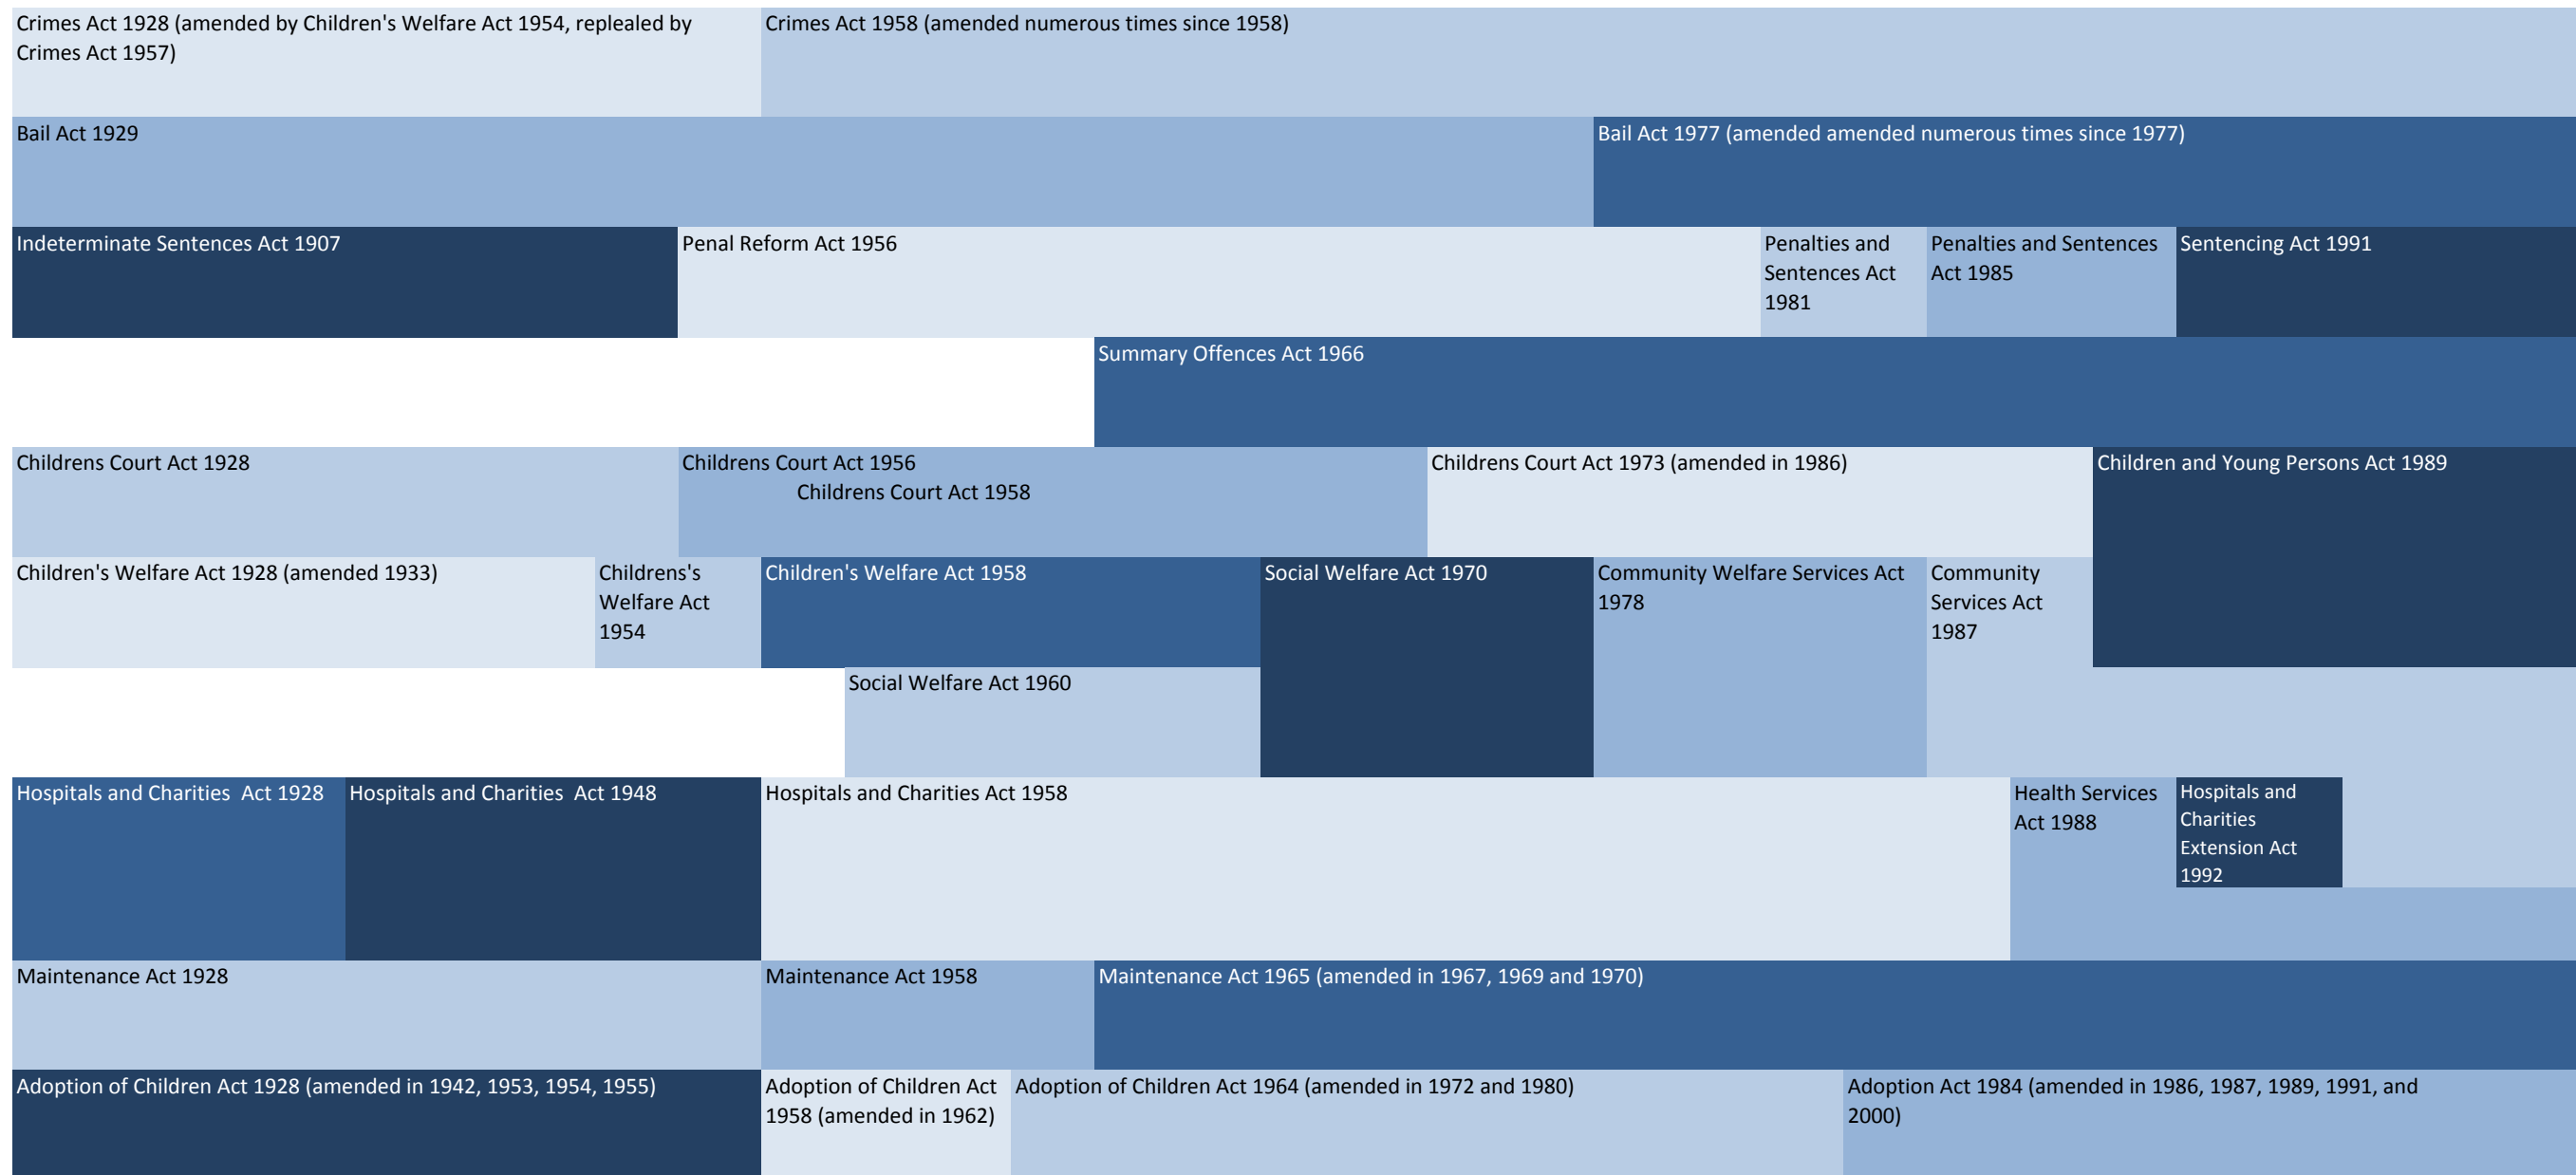 Crimes Act 1928 (amended by Children's Welfare Act 1954, replealed by
Crimes Act 1957)
Crimes Act 1958 (amended numerous times since 1958)
Bail Act 1929
Bail Act 1977 (amended amended numerous times since 1977)
Indeterminate Sentences Act 1907
Penal Reform Act 1956
Penalties and
Sentences Act
1981
Penalties and Sentences
Act 1985
Sentencing Act 1991
Summary Offences Act 1966
Childrens Court Act 1928
Childrens Court Act 1956
Childrens Court Act 1958
Childrens Court Act 1973 (amended in 1986)
Children and Young Persons Act 1989
Children's Welfare Act 1928 (amended 1933)
Childrens's
Welfare Act
1954
Children's Welfare Act 1958
Social Welfare Act 1970
Community Welfare Services Act
1978
Community
Services Act
1987
Social Welfare Act 1960
Hospitals and Charities  Act 1928
Hospitals and Charities  Act 1948
Hospitals and Charities Act 1958
Health Services
Act 1988
Hospitals and
Charities
Extension Act
1992
Maintenance Act 1928
Maintenance Act 1958
Maintenance Act 1965 (amended in 1967, 1969 and 1970)
Adoption of Children Act 1928 (amended in 1942, 1953, 1954, 1955)
Adoption of Children Act
1958 (amended in 1962)
Adoption of Children Act 1964 (amended in 1972 and 1980)
Adoption Act 1984 (amended in 1986, 1987, 1989, 1991, and
2000)